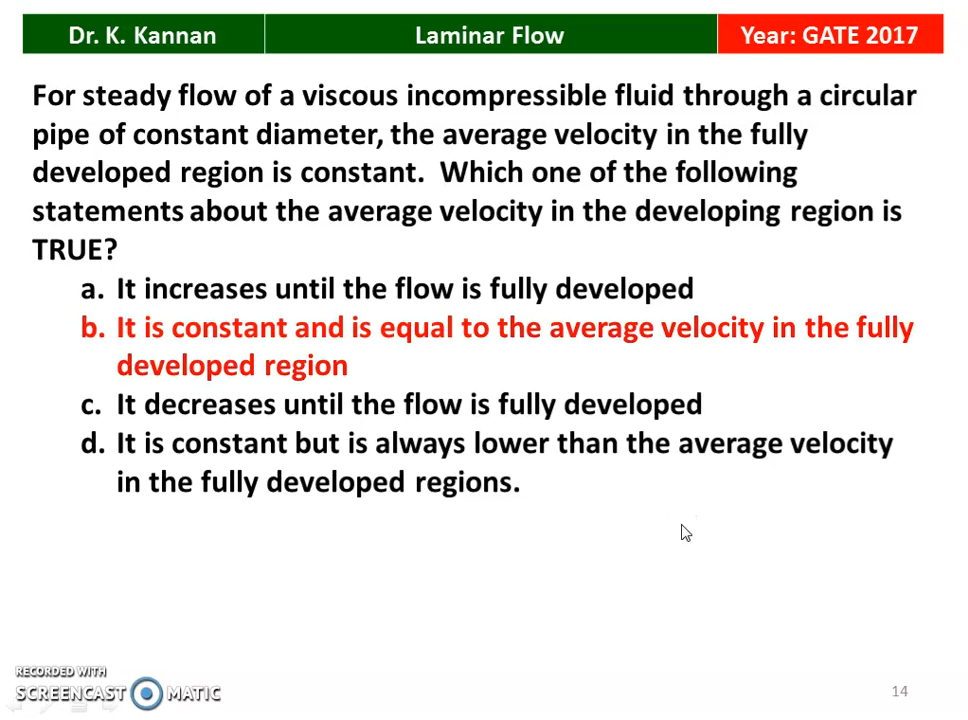 Dr. K. Kannan
Laminar Flow
Year: GATE 2017
For steady flow of a viscous incompressible fluid through a circular
pipe of constant diameter, the average velocity in the fully
developed region is constant. Which one of the following
statements about the average velocity in the developing region is
TRUE?
a. It increases until the flow is fully developed
b. It is constant and is equal to the average velocity in the fully
developed region
c. It decreases until the flow is fully developed
d. It is constant but is always lower than the average velocity
in the fully developed regions.
RECORDED WITH
SCREENCAST MATIC
14